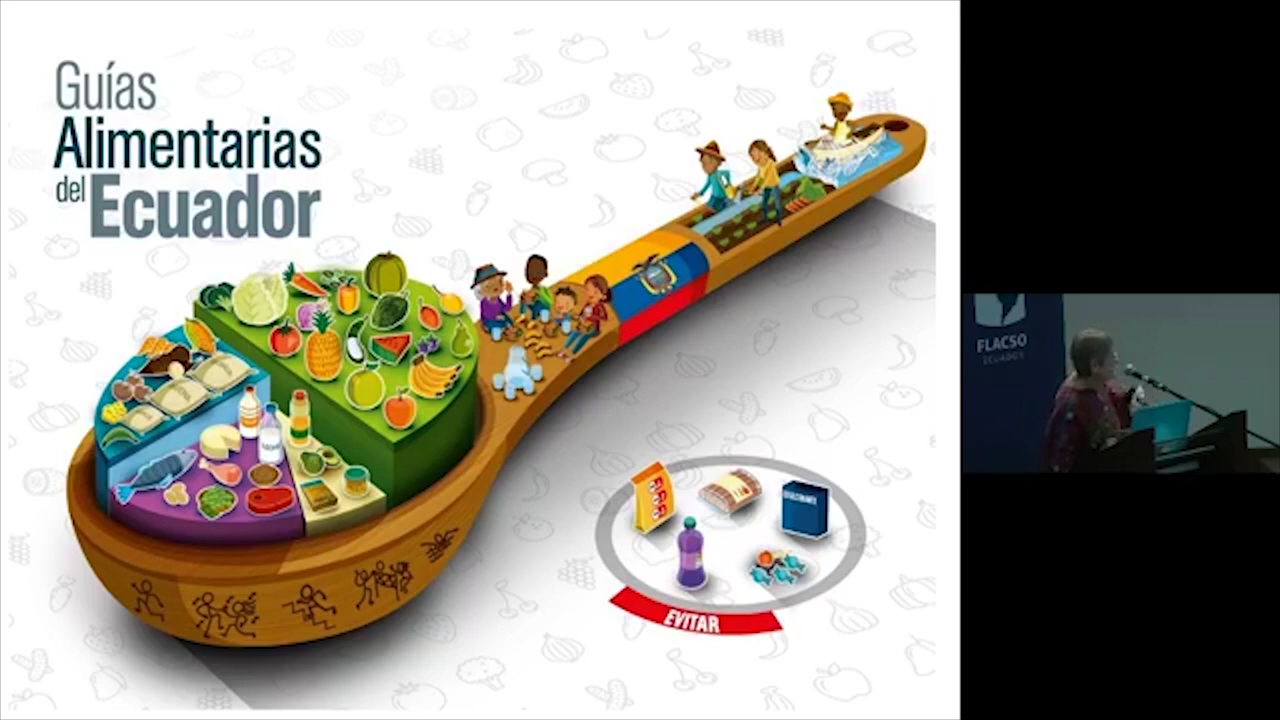 Guías
Alimentarias
del Ecuador
EVITAR
FLACSO
ECUADOR